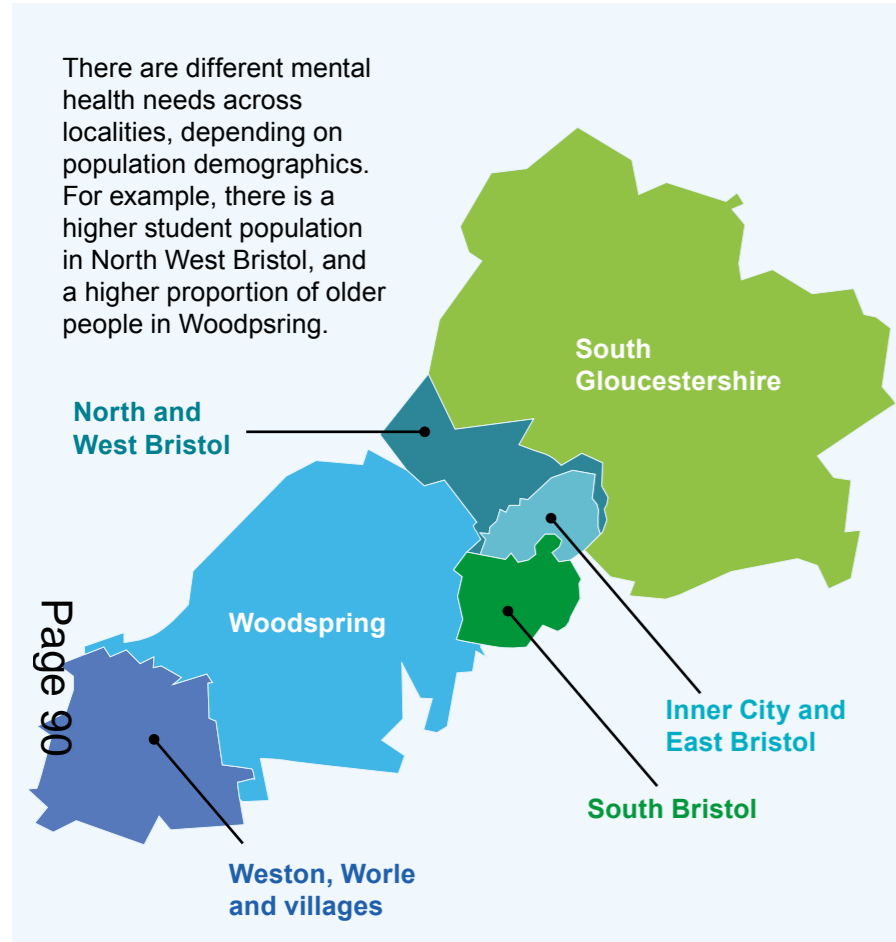 There are different mental
health needs across
localities, depending on
population demographics.
For example, there is a
higher student population
in North West Bristol, and
a higher proportion of older
people in Woodpsring.
South
Gloucestershire
North and
West Bristol
Woodspring
Page 90
Inner City and
East Bristol
South Bristol
Weston, Worle
and villages